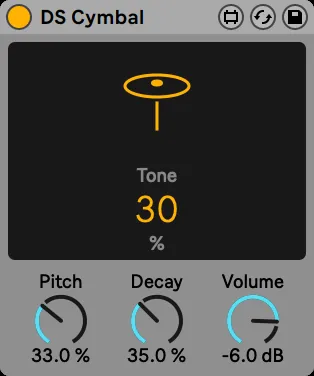 DS Cymbal
Tone
30
%
Pitch Decay Volume
33.0 % 35.0 % -6.0 dB